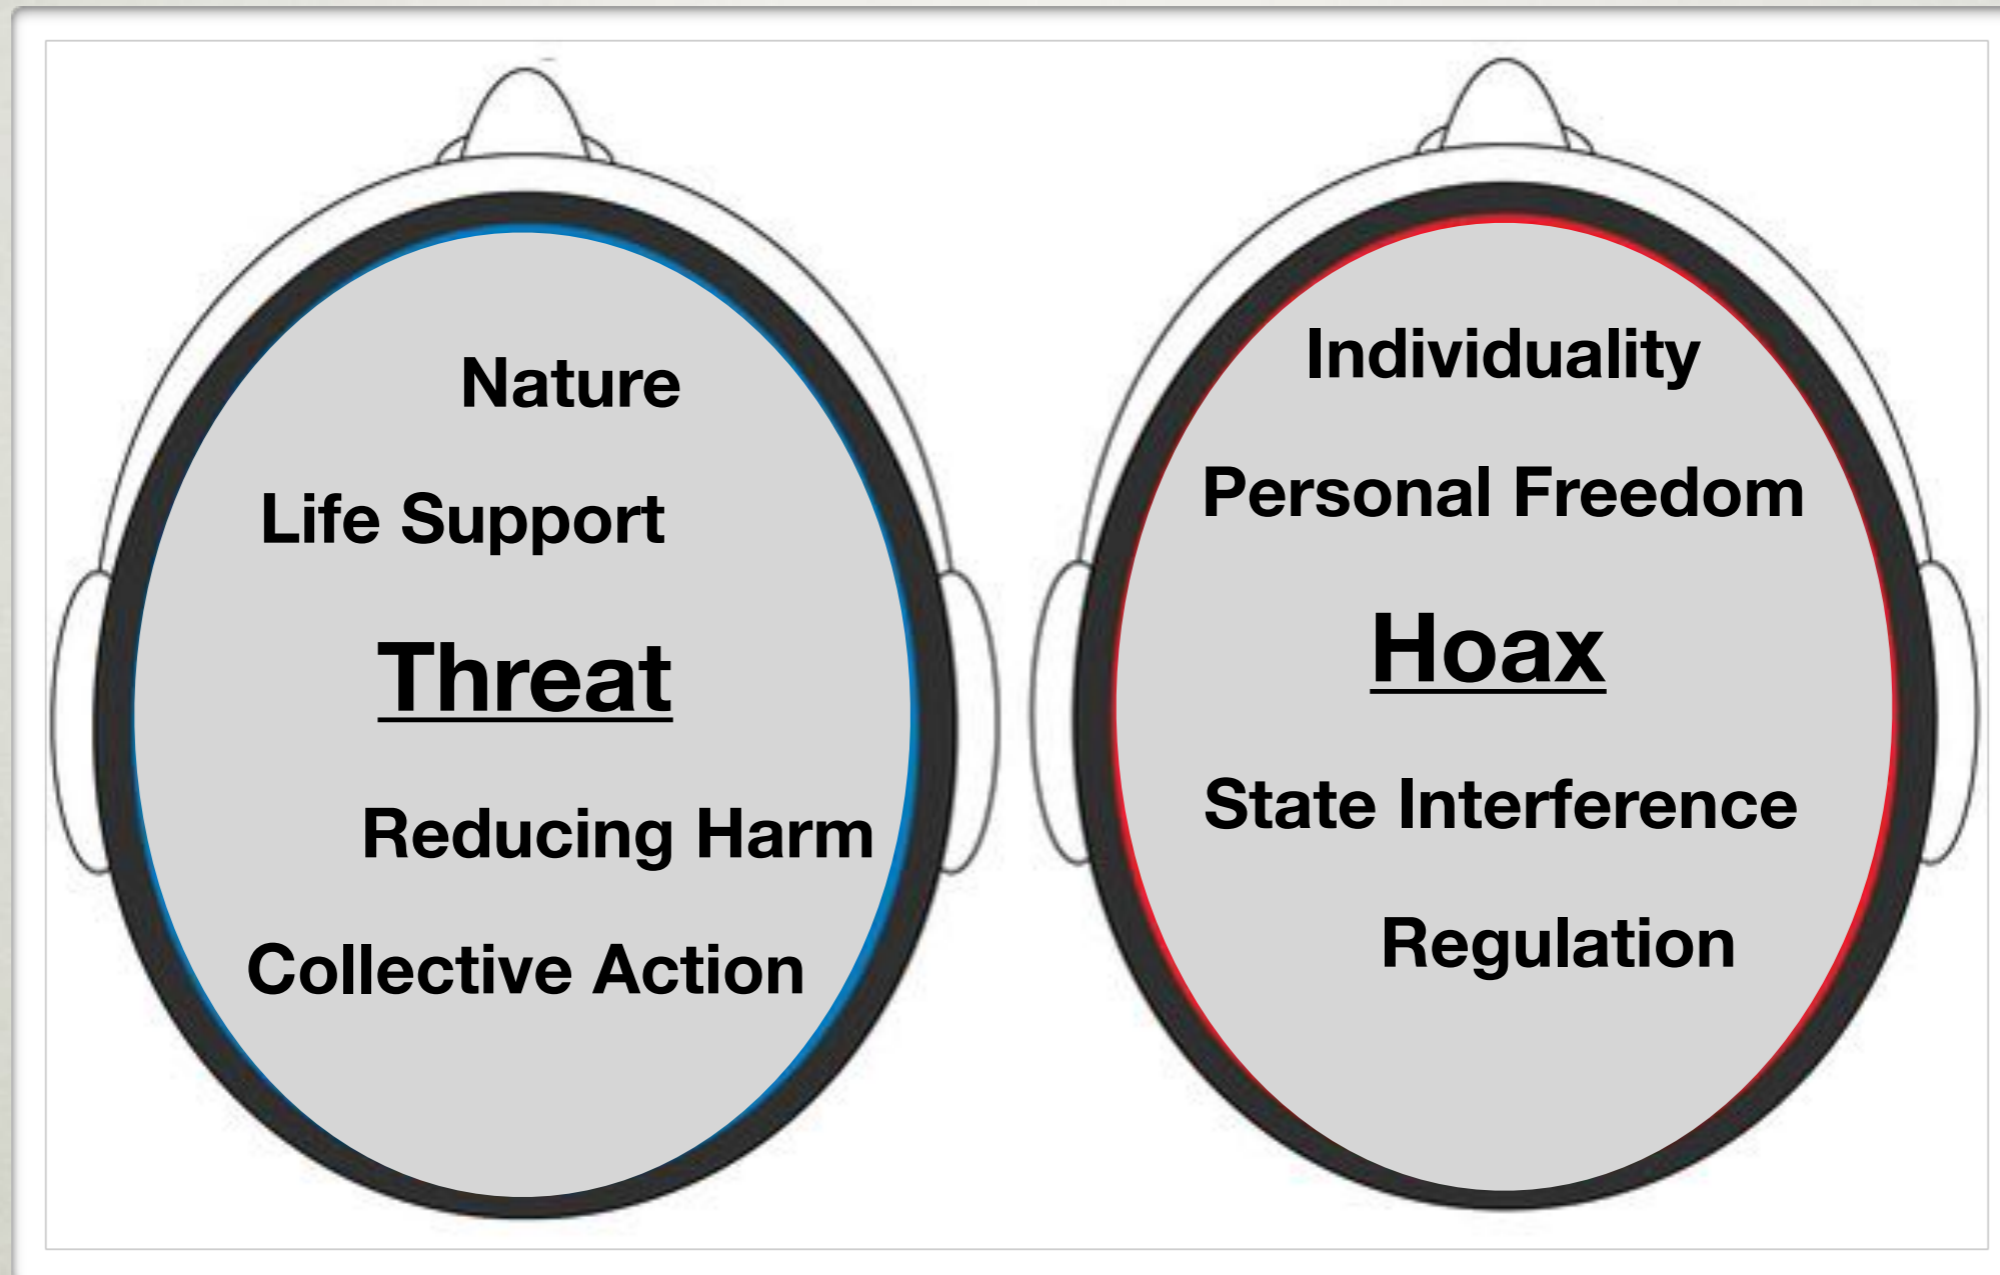 Nature
Life Support
Threat
Reducing Harm
Collective Action
Individuality
Personal Freedom
Hoax
State Interference
Regulation